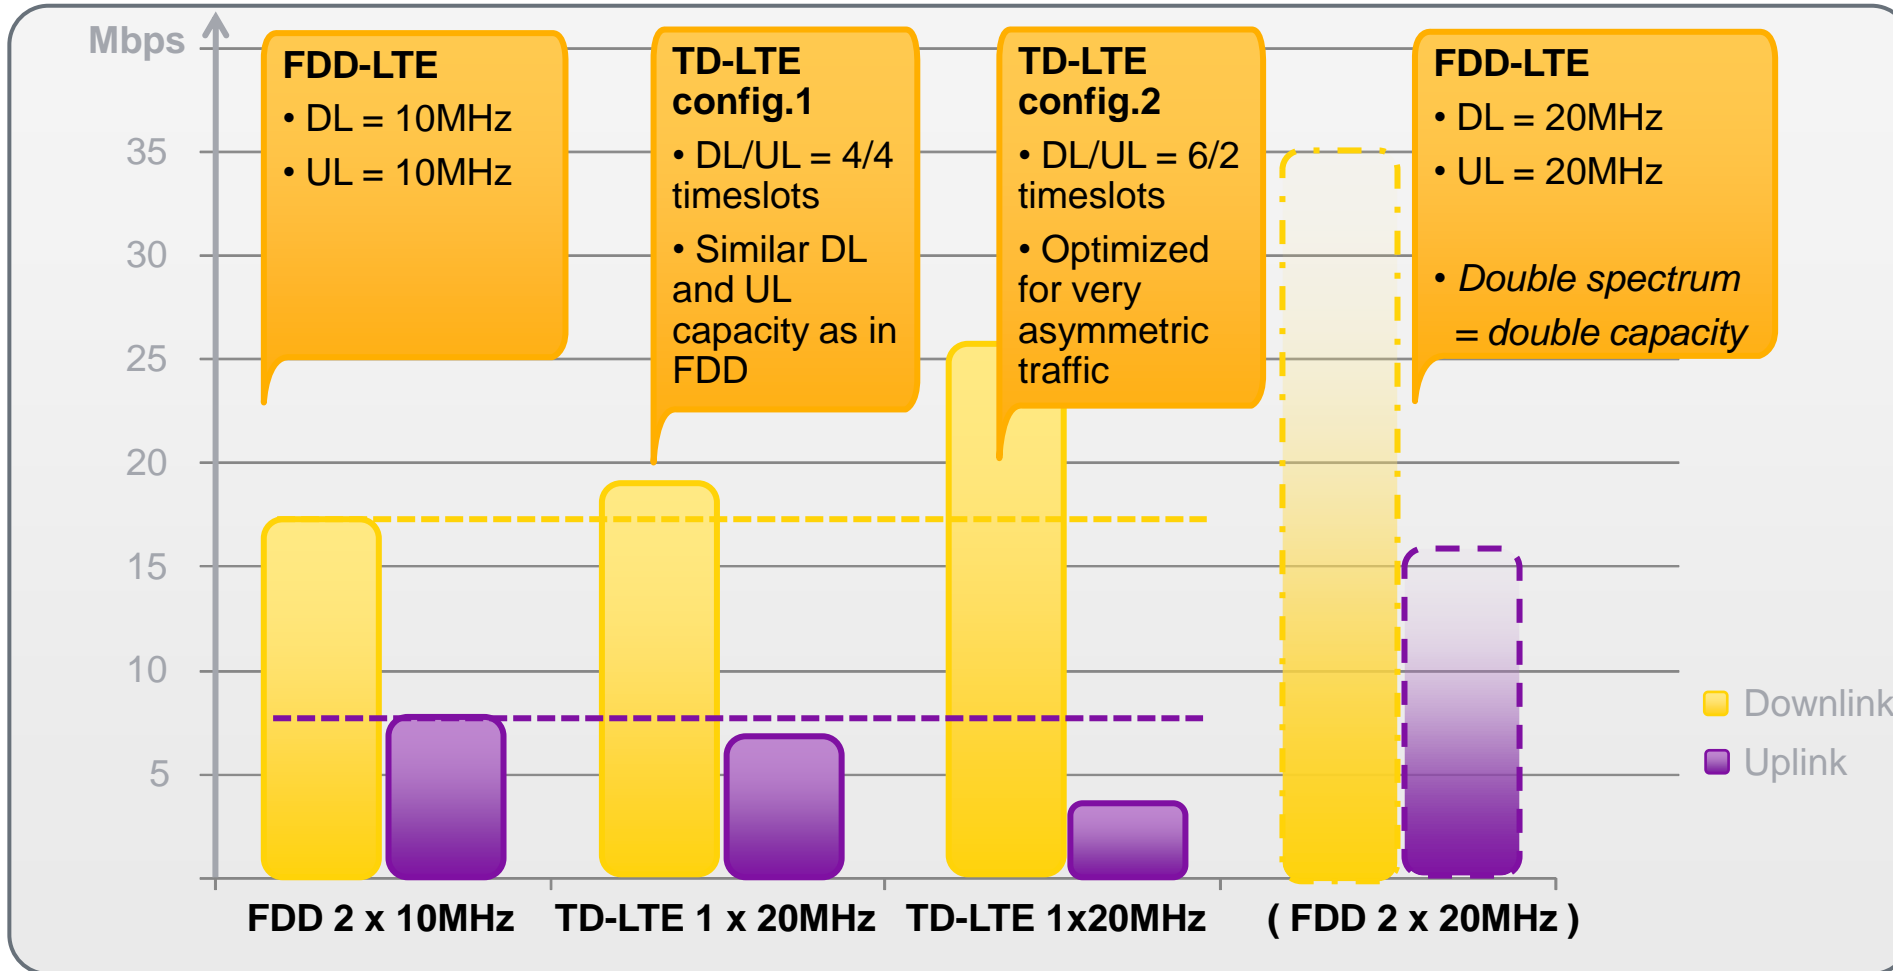 Mbps
35
30
25
20
15
10
5
FDD-LTE
• DL = 10MHz
• UL = 10MHz
TD-LTE
config.1
• DL/UL = 4/4
timeslots
• Similar DL
and UL
capacity as in
FDD
TD-LTE
config.2
• DL/UL = 6/2
timeslots
• Optimized
for very
asymmetric
traffic
FDD-LTE
• DL = 20MHz
• UL = 20MHz
• Double spectrum
= double capacity
Downlink
Uplink
FDD 2 x 10MHz
TD-LTE 1 x 20MHz
TD-LTE 1x20MHz
( FDD 2 x 20MHz )